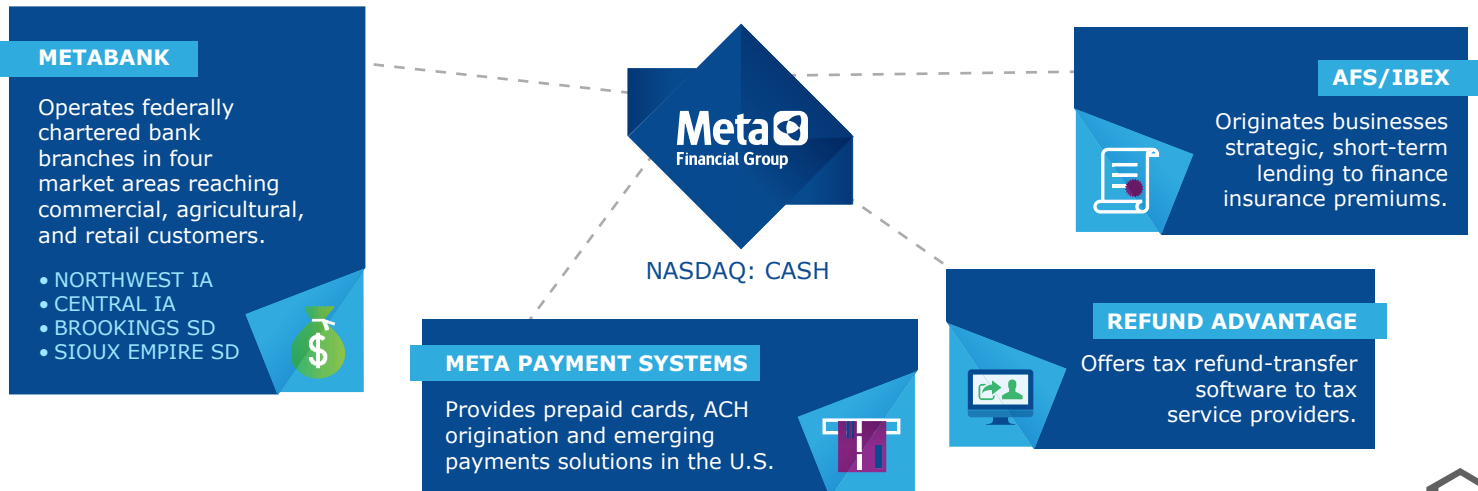 METABANK
Operates federally
chartered bank
branches in four
market areas reaching
commercial, agricultural,
and retail customers.
• NORTHWEST IA
• CENTRAL IA
• BROOKINGS SD
• SIOUX EMPIRE SD
Meta
Financial Group
NASDAQ: CASH
META PAYMENT SYSTEMS
Provides prepaid cards, ACH
origination and emerging
payments solutions in the U.S.
AFS/IBEX
Originates businesses
strategic, short-term
lending to finance
insurance premiums.
REFUND ADVANTAGE
Offers tax refund-transfer
software to tax
service providers.
$